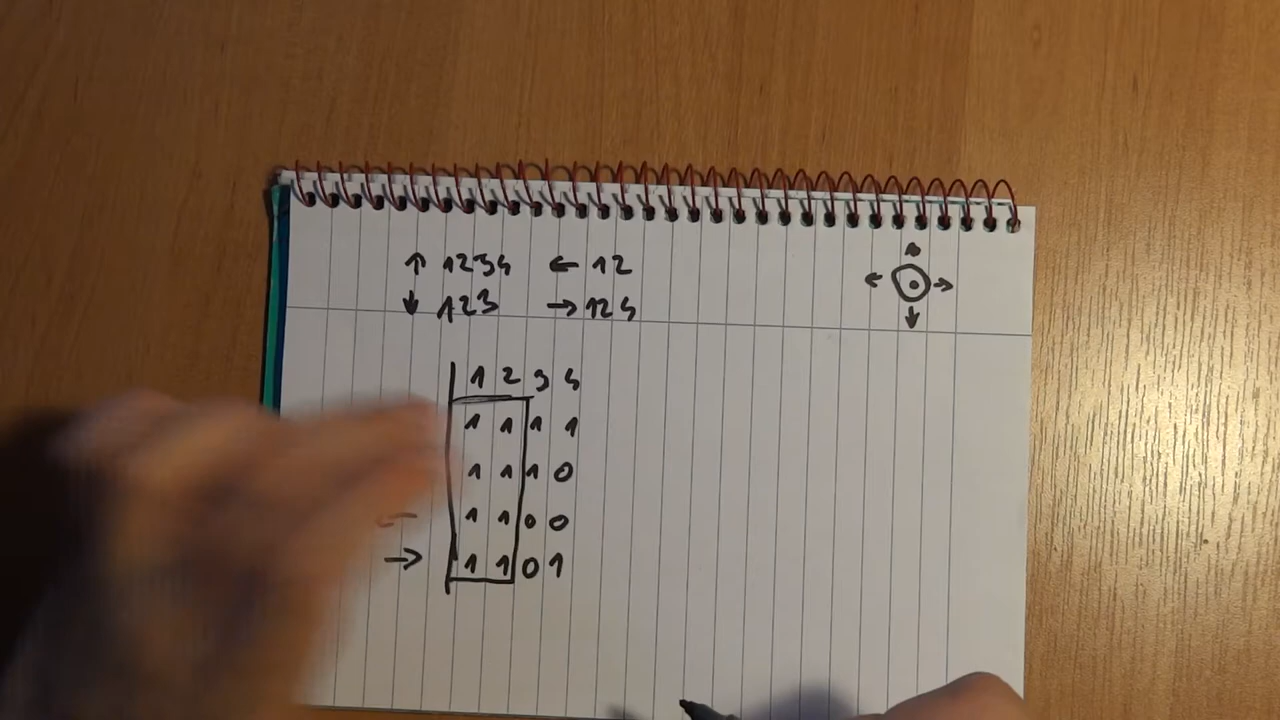 ↑ 1234 ← 12
↓ 123 → 124
1 2 3 4
1 1 1 1
1 1 1 0
← 1 1 0 0
→ 1 1 0 1